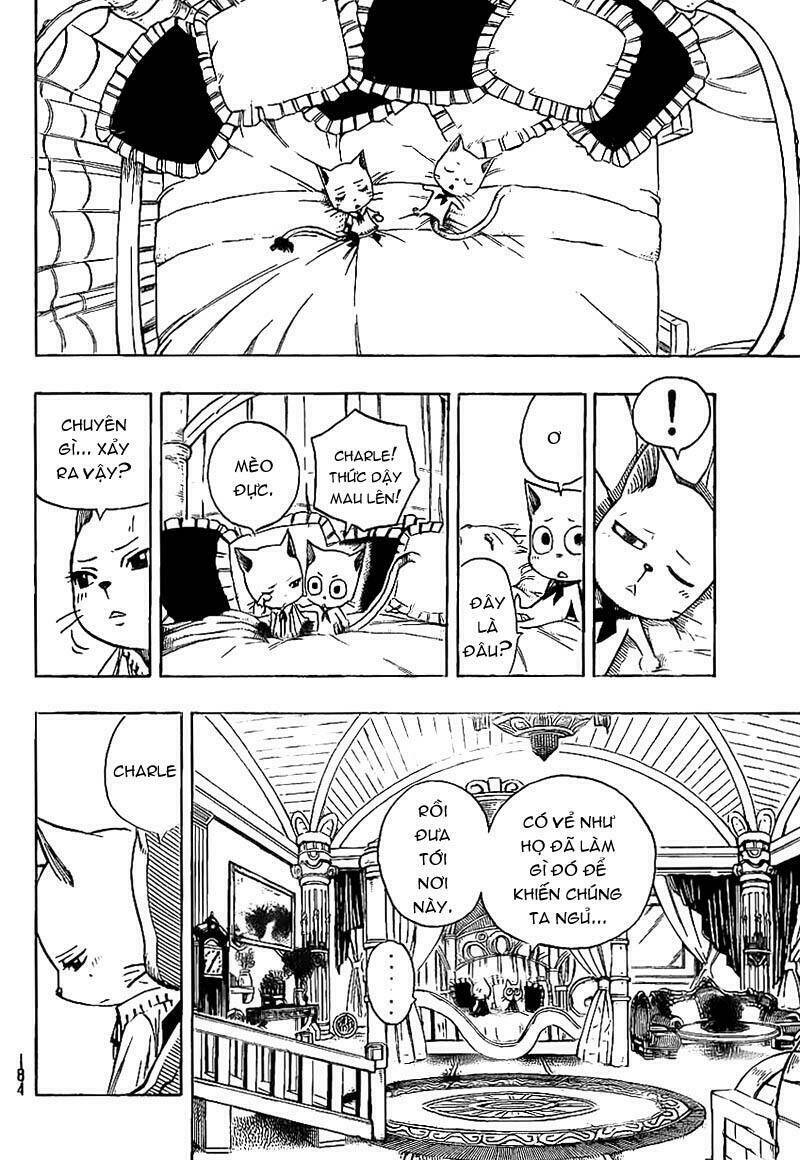 !
Ơ
ĐÂY
LÀ
ĐÂU?
CHARLE!
THỨC DẬY
MAU LÊN!
MÈO
ĐỰC.
CHUYÊN
GÌ... XẢY
RA VẬY?
CÓ VẺ NHƯ
HỌ ĐÃ LÀM
GÌ ĐÓ ĐỂ
KHIẾN CHÚNG
TA NGỦ...
RỒI
ĐƯA
TỚI
NƠI
NÀY.
......
CHARLE
184